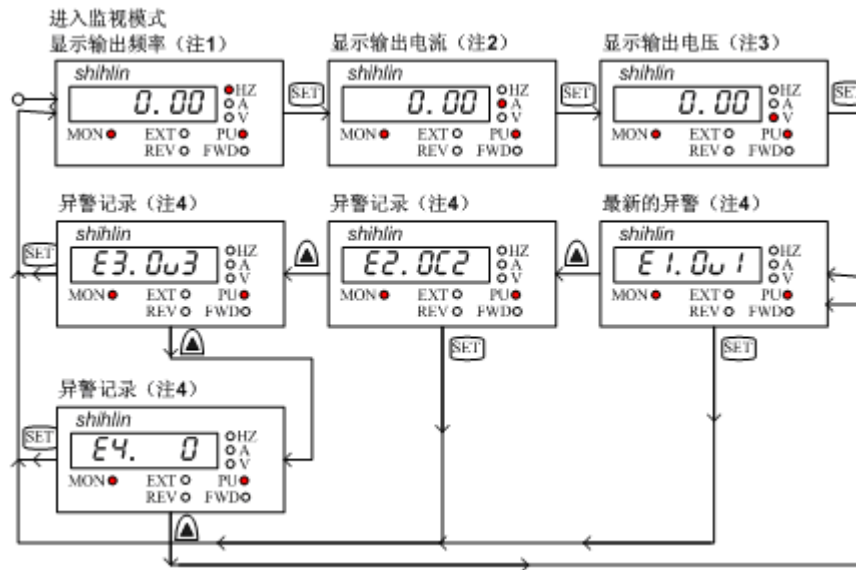 进入监视模式
显示输出频率（注1） 显示输出电流（注2） 显示输出电压（注3）
shihlin shihlin shihlin
0.00 HZ A V SET 0.00 HZ A V SET 0.00 HZ A V SET
MON EXT PU MON EXT PU MON EXT PU
REV FWD REV FWD REV FWD
异警记录（注4） 异警记录（注4） 最新的异警（注4）
shihlin shihlin shihlin
SET E3.0v3 HZ A V E2.0C2 HZ A V E1.0v1 HZ A V
MON EXT PU MON EXT PU MON EXT PU
REV FWD REV FWD REV FWD
SET SET
异警记录（注4）
shihlin
SET E4. 0 HZ A V
MON EXT PU
REV FWD